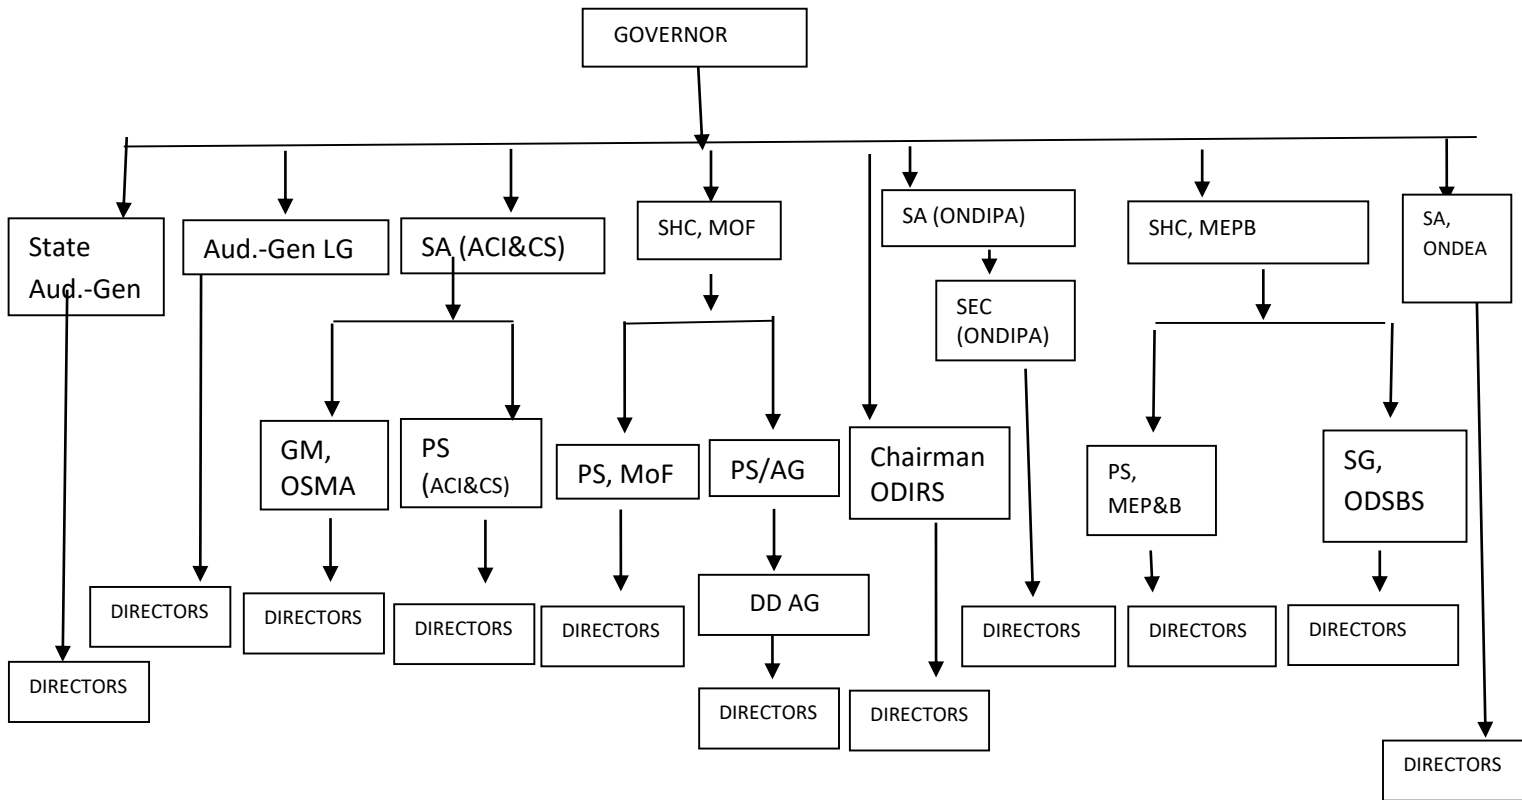 GOVERNOR
State
Aud.-Gen
Aud.-Gen LG
SA (ACI&CS)
SHC, MOF
SA (ONDIPA)
SHC, MEPB
SA,
ONDEA
SEC
(ONDIPA)
GM,
OSMA
PS
(ACI&CS)
PS, MoF
PS/AG
Chairman
ODIRS
PS,
MEP&B
SG,
ODSBS
DD AG
DIRECTORS
DIRECTORS
DIRECTORS
DIRECTORS
DIRECTORS
DIRECTORS
DIRECTORS
DIRECTORS
DIRECTORS
DIRECTORS
DIRECTORS